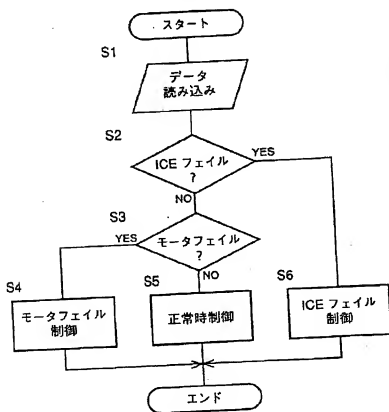 スタート
S1
データ
読み込み
S2
ICE フェイル
?
YES
NO
S3
モータフェイル
?
YES
NO
S4
モータフェイル
制御
S5
正常時制御
S6
ICE フェイル
制御
エンド